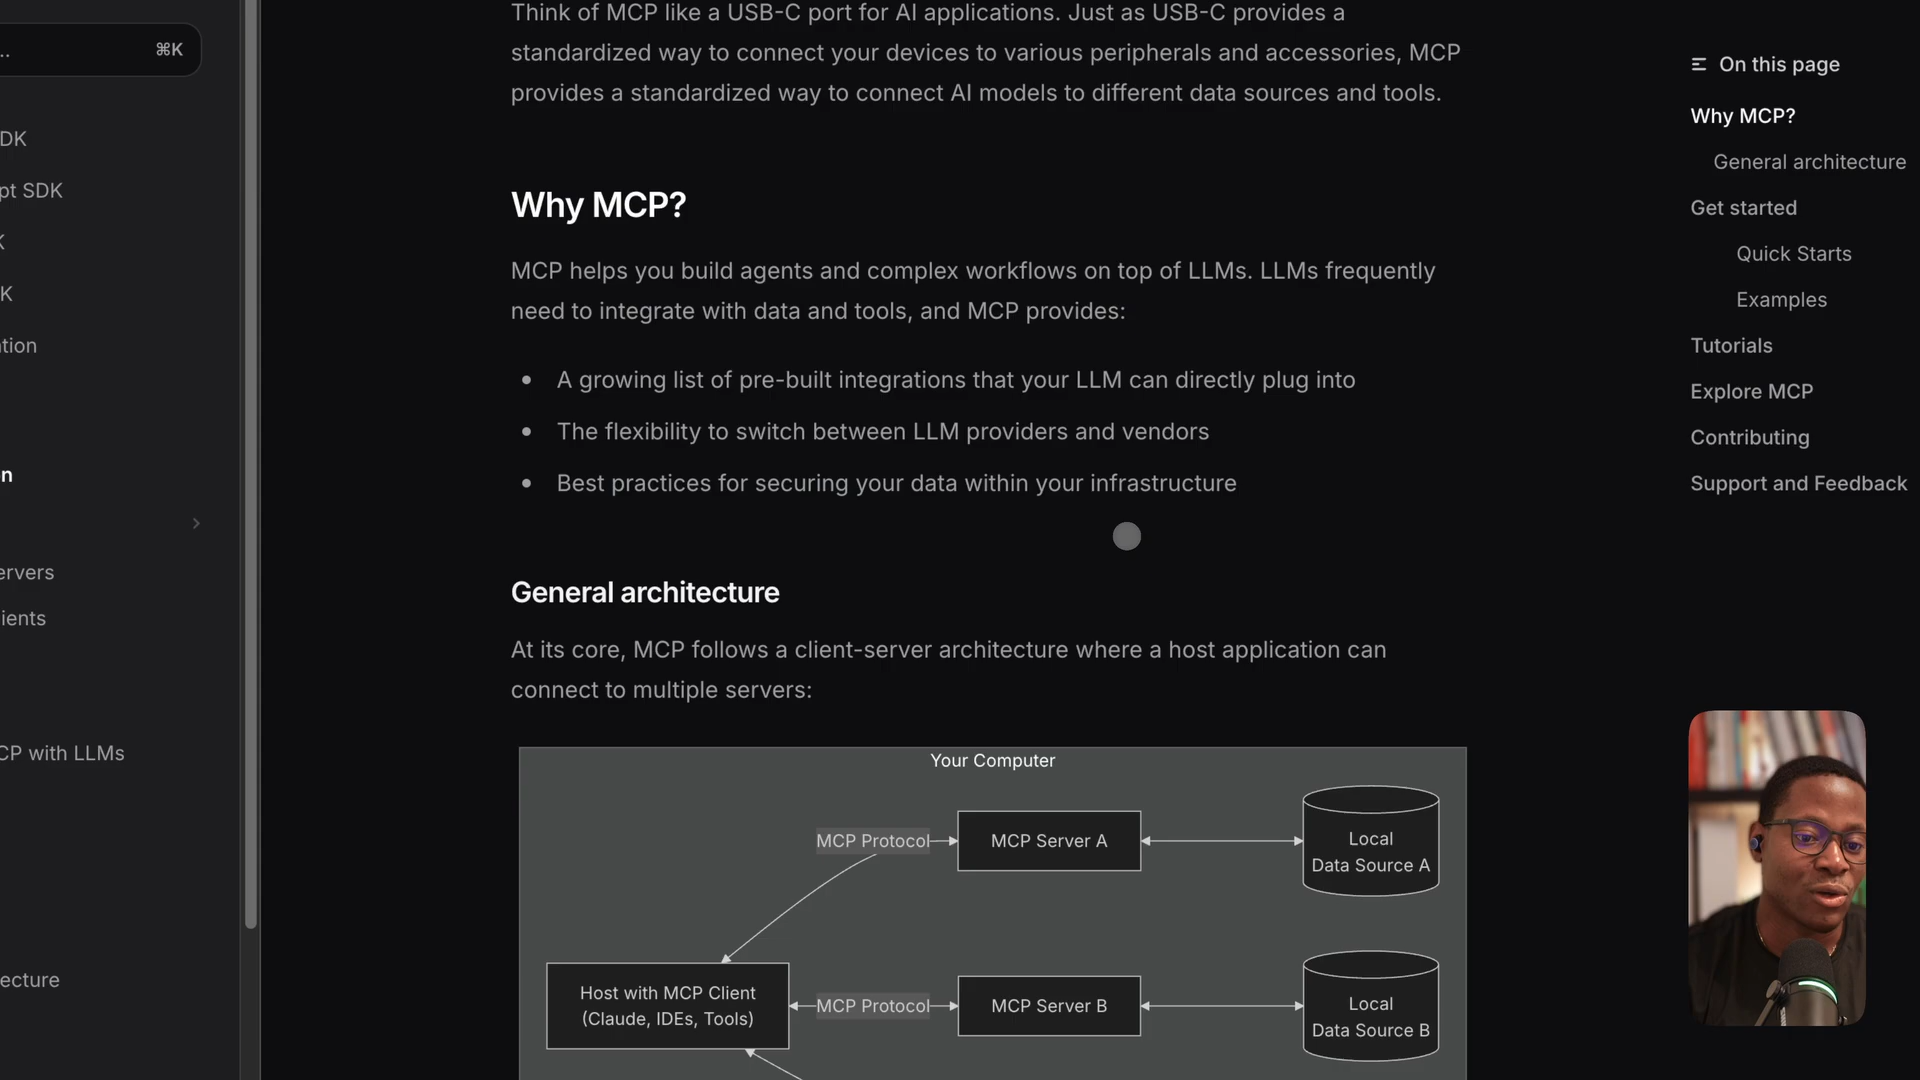 ..
⌘K
DK
pt SDK
K
K
ation
n
ervers
ients
CP with LLMs
ecture
Think of MCP like a USB-C port for AI applications. Just as USB-C provides a
standardized way to connect your devices to various peripherals and accessories, MCP
provides a standardized way to connect AI models to different data sources and tools.
Why MCP?
MCP helps you build agents and complex workflows on top of LLMs. LLMs frequently
need to integrate with data and tools, and MCP provides:
A growing list of pre-built integrations that your LLM can directly plug into
The flexibility to switch between LLM providers and vendors
Best practices for securing your data within your infrastructure
General architecture
At its core, MCP follows a client-server architecture where a host application can
connect to multiple servers:
Your Computer
MCP Protocol
MCP Server A
Local
Data Source A
Host with MCP Client
(Claude, IDEs, Tools)
MCP Protocol
MCP Server B
Local
Data Source B
On this page
Why MCP?
General architecture
Get started
Quick Starts
Examples
Tutorials
Explore MCP
Contributing
Support and Feedback